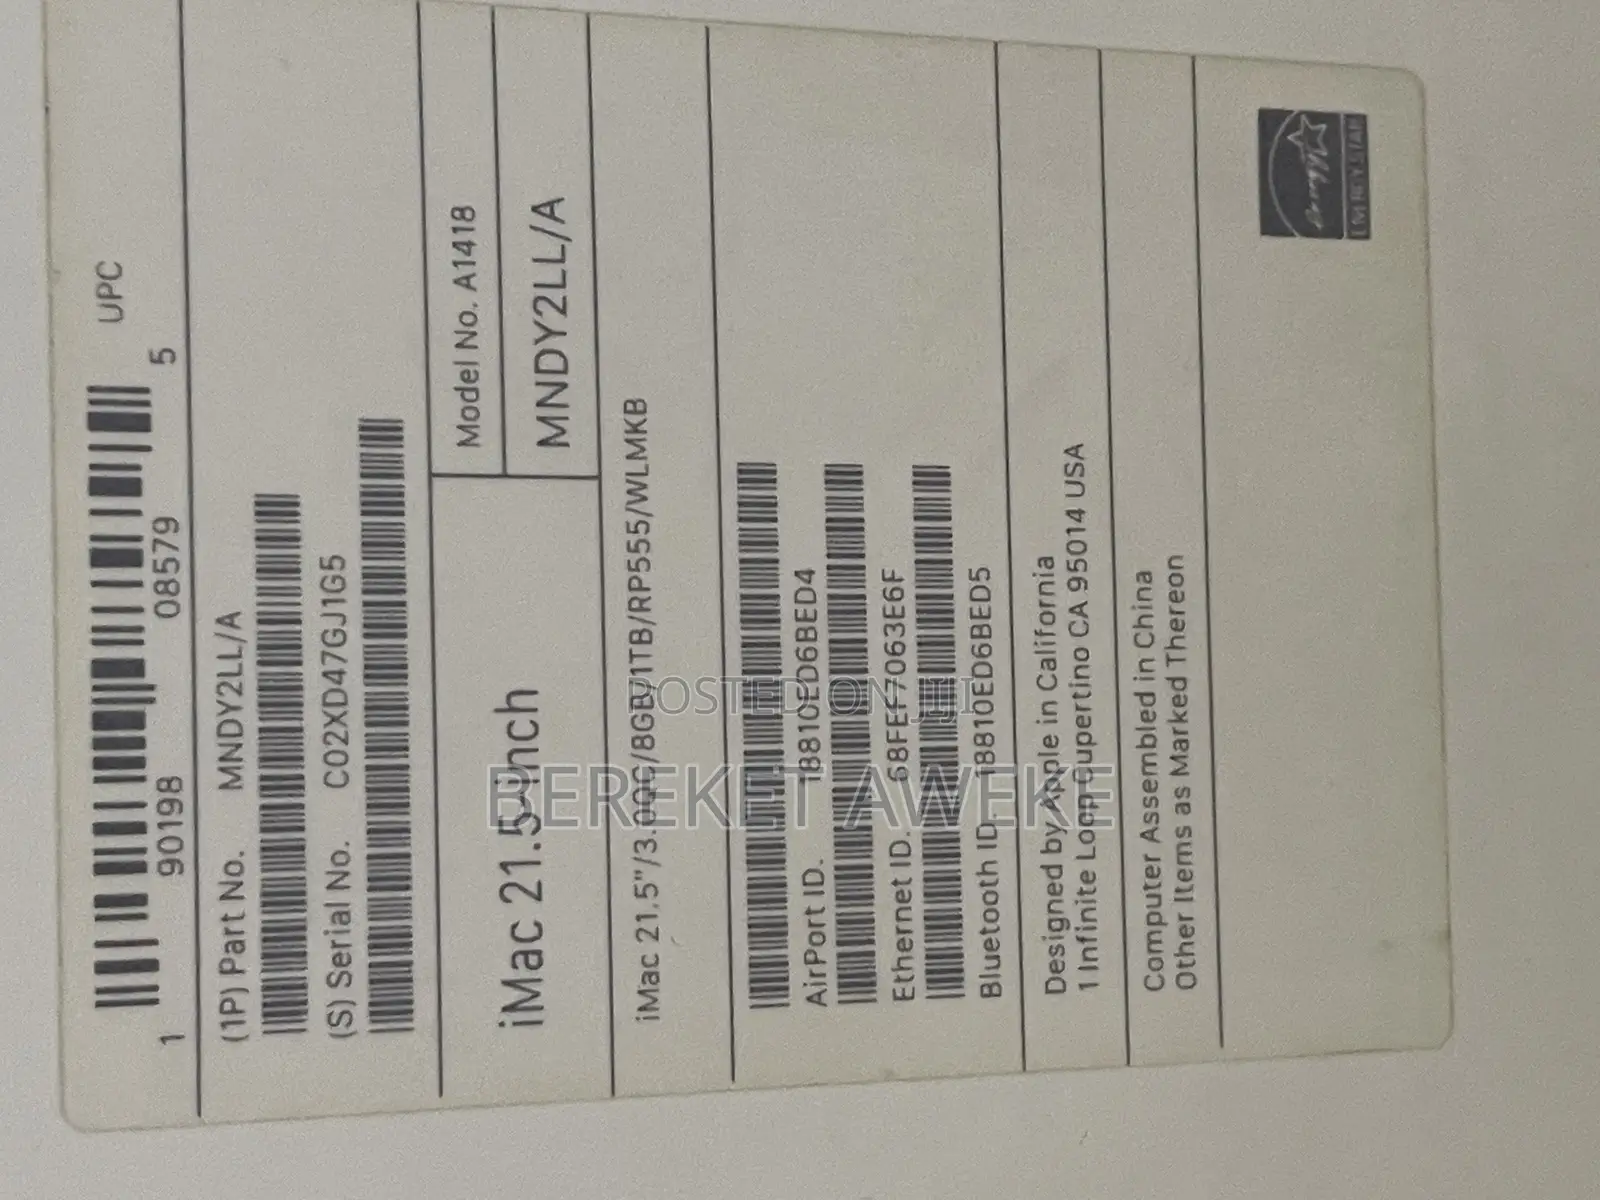 UPC
1 90198 08579 5
(1P) Part No. MNDY2LL/A
(S) Serial No. C02XD47GJ1G5
iMac 21.5-inch
Model No. A1418
MNDY2LL/A
iMac 21.5"/3.0QC/8GB/1TB/RP555/WLMKB
AirPort ID. 18810ED6BED4
Ethernet ID. 68FEF7063E6F
Bluetooth ID. 18810ED6BED5
Designed by Apple in California
1 Infinite Loop Cupertino CA 95014 USA
Computer Assembled in China
Other Items as Marked Thereon
energy
ENERGY STAR
POSTED ON JIJI
BEREKET AWEKE